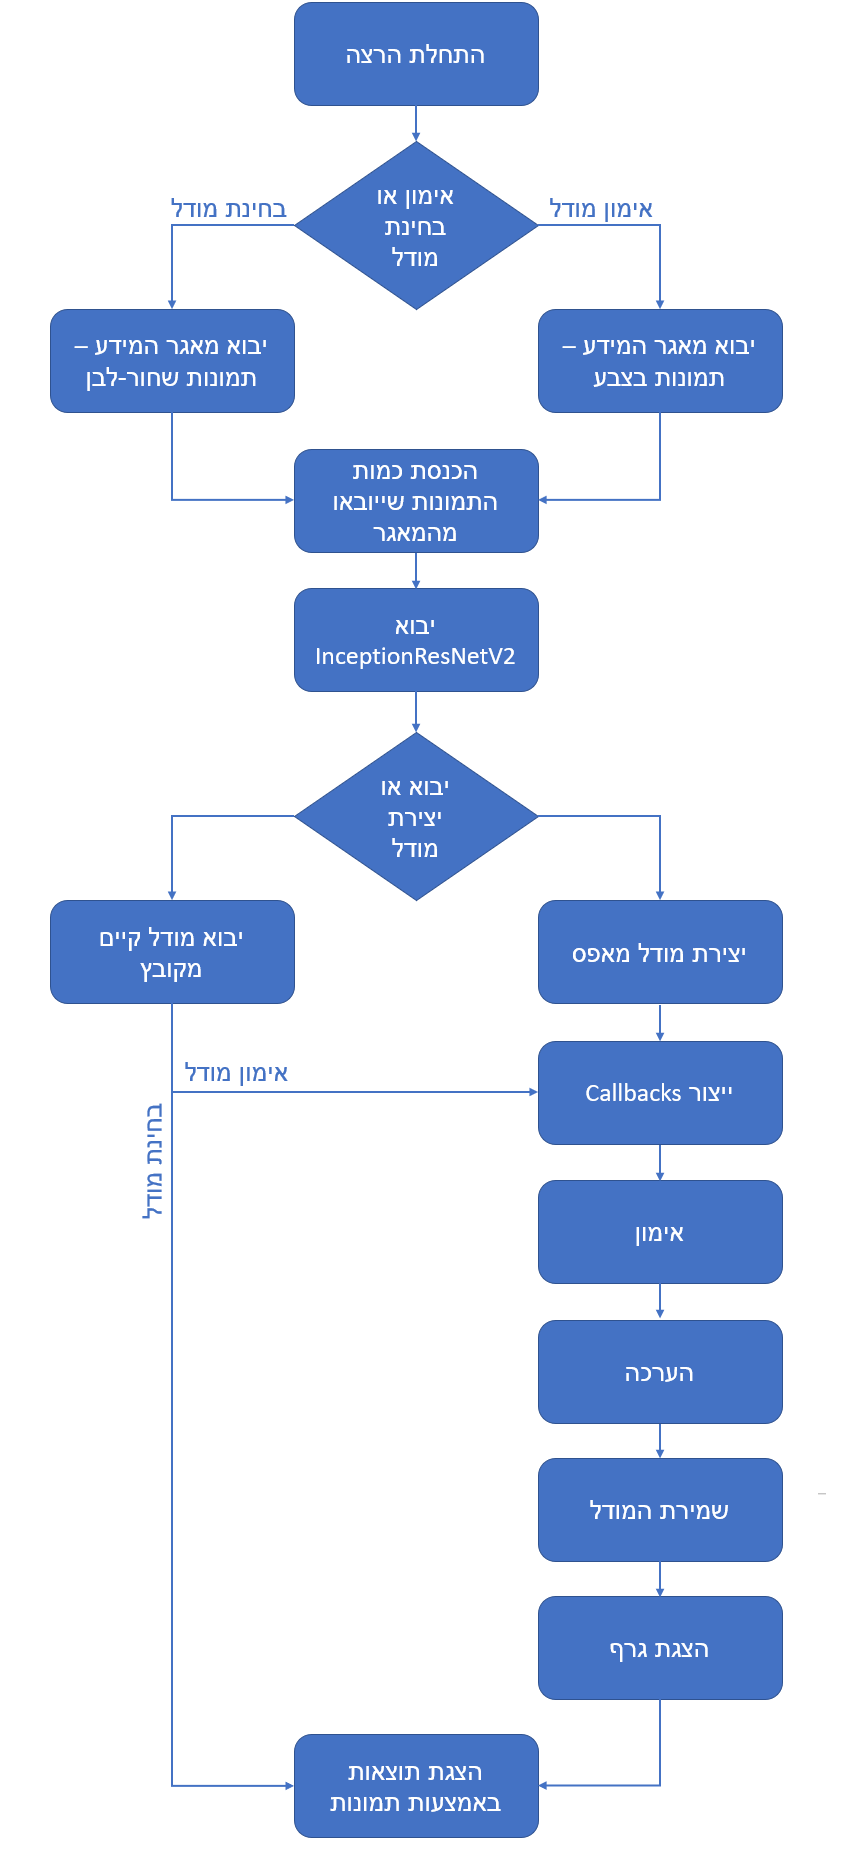 התחלת הרצה
אימון או
בחינת
מודל
אימון מודל
בחינת מודל
יבוא מאגר המידע –
תמונות בצבע
יבוא מאגר המידע –
תמונות שחור-לבן
הכנסת כמות
התמונות שייובאו
מהמאגר
יבוא
InceptionResNetV2
יבוא או
יצירת
מודל
יצירת מודל מאפס
יבוא מודל קיים
מקובץ
אימון מודל
בחינת מודל
ייצור Callbacks
אימון
הערכה
שמירת המודל
הצגת גרף
הצגת תוצאות
באמצעות תמונות